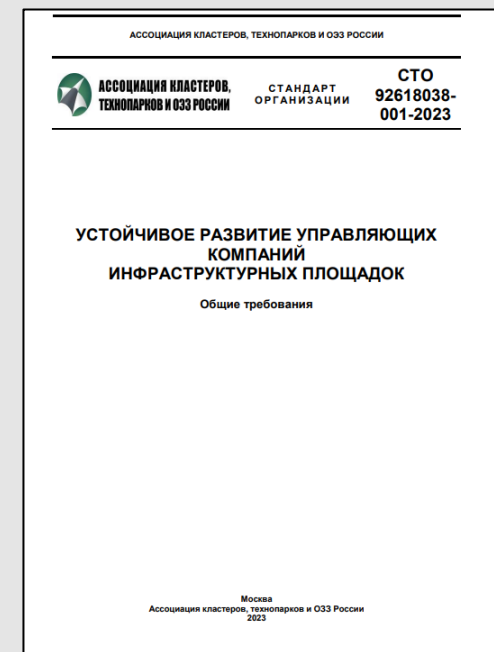 АССОЦИАЦИЯ КЛАСТЕРОВ, ТЕХНОПАРКОВ И ОЭЗ РОССИИ
АССОЦИАЦИЯ КЛАСТЕРОВ,
ТЕХНОПАРКОВ И ОЭЗ РОССИИ
СТАНДАРТ
ОРГАНИЗАЦИИ
СТО
92618038-
001-2023
УСТОЙЧИВОЕ РАЗВИТИЕ УПРАВЛЯЮЩИХ
КОМПАНИЙ
ИНФРАСТРУКТУРНЫХ ПЛОЩАДОК
Общие требования
Москва
Ассоциация кластеров, технопарков и ОЭЗ России
2023